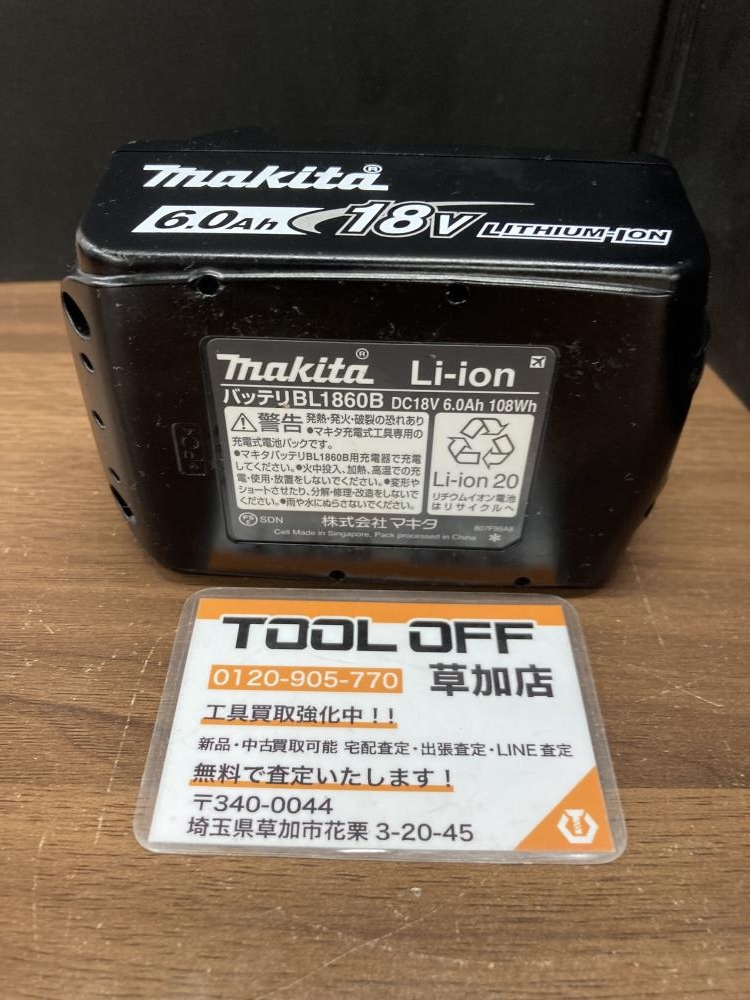 makita®
6.0Ah 18V LITHIUM-ION
makita® Li-ion
バッテリBL1860B DC18V 6.0Ah 108Wh
警告 発熱・発火・破裂の恐れあり
●マキタ充電式工具専用の
充電式電池パックです。
●マキタバッテリBL1860B用充電器で充電
してください。●火中投入、加熱、高温での充
電・使用・放置をしないでください。●変形や
ショートさせたり、分解・修理・改造をしないで
ください。●雨や水にぬらさないでください。
Li-ion 20
リチウムイオン電池
はリサイクルへ
SDN 株式会社 マキタ
Cell Made in Singapore, Pack processed in China
TOOL OFF
0120-905-770 草加店
工具買取強化中！！
新品・中古買取可能 宅配査定・出張査定・LINE査定
無料で査定いたします！
〒340-0044
埼玉県草加市花栗 3-20-45